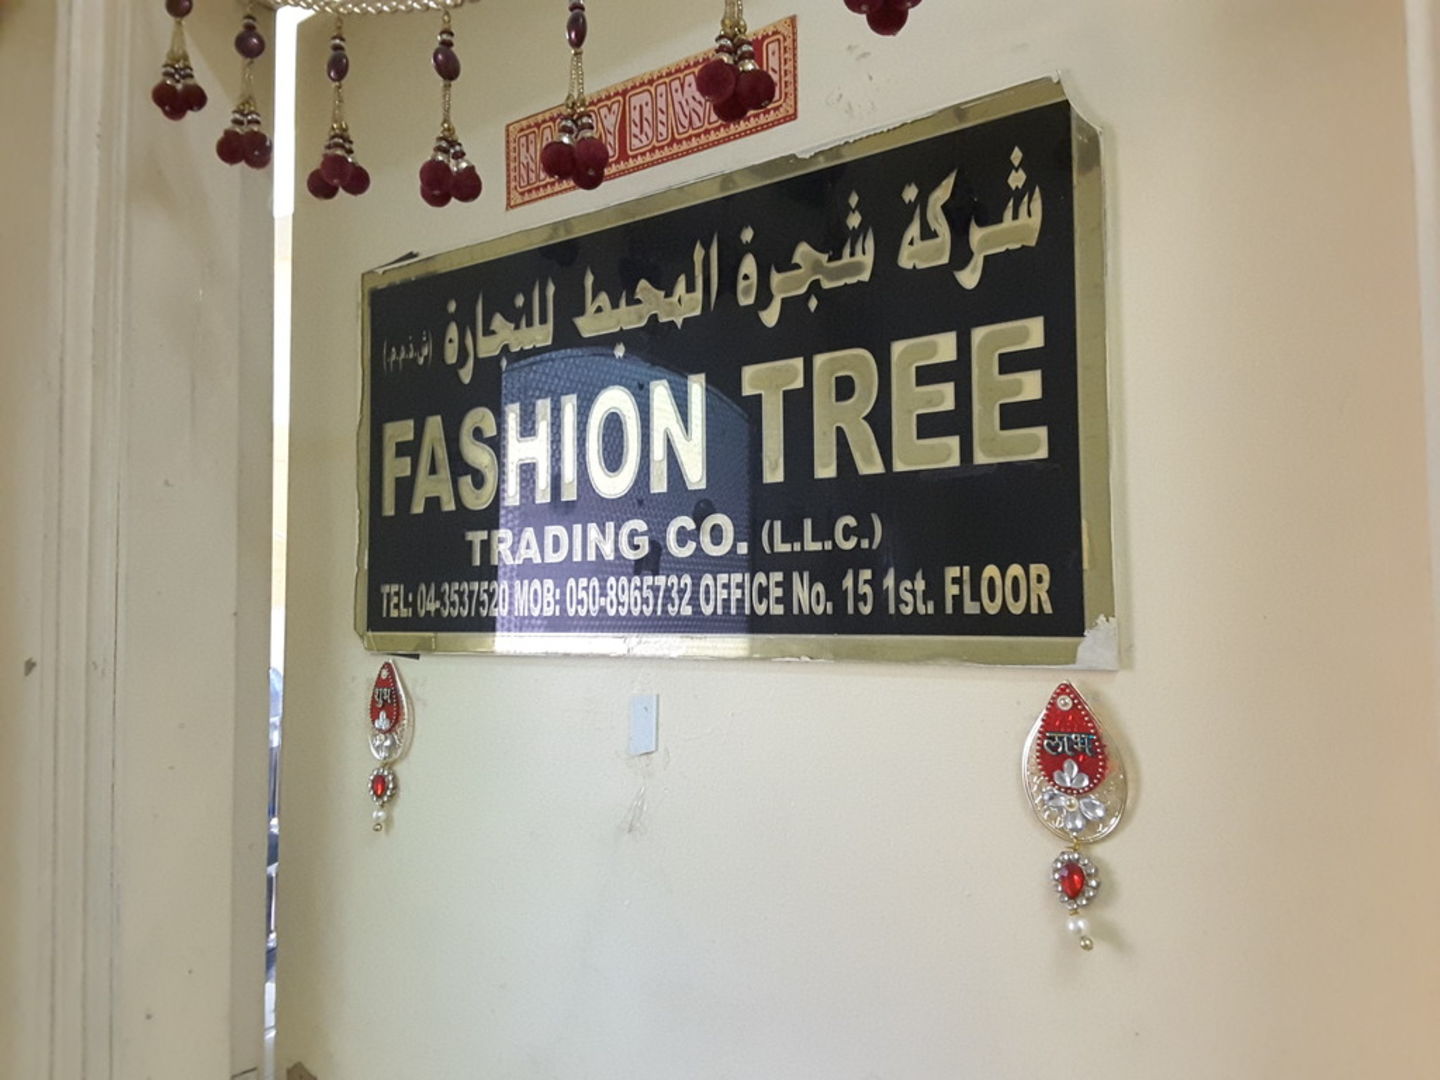 HAPPY DIWALI
شركة شجرة المحيط للتجارة (ش.ذ.م.م.)
FASHION TREE
TRADING CO. (L.L.C.)
TEL: 04-3537520 MOB: 050-8965732 OFFICE No. 15 1st. FLOOR
शुभ
लाभ